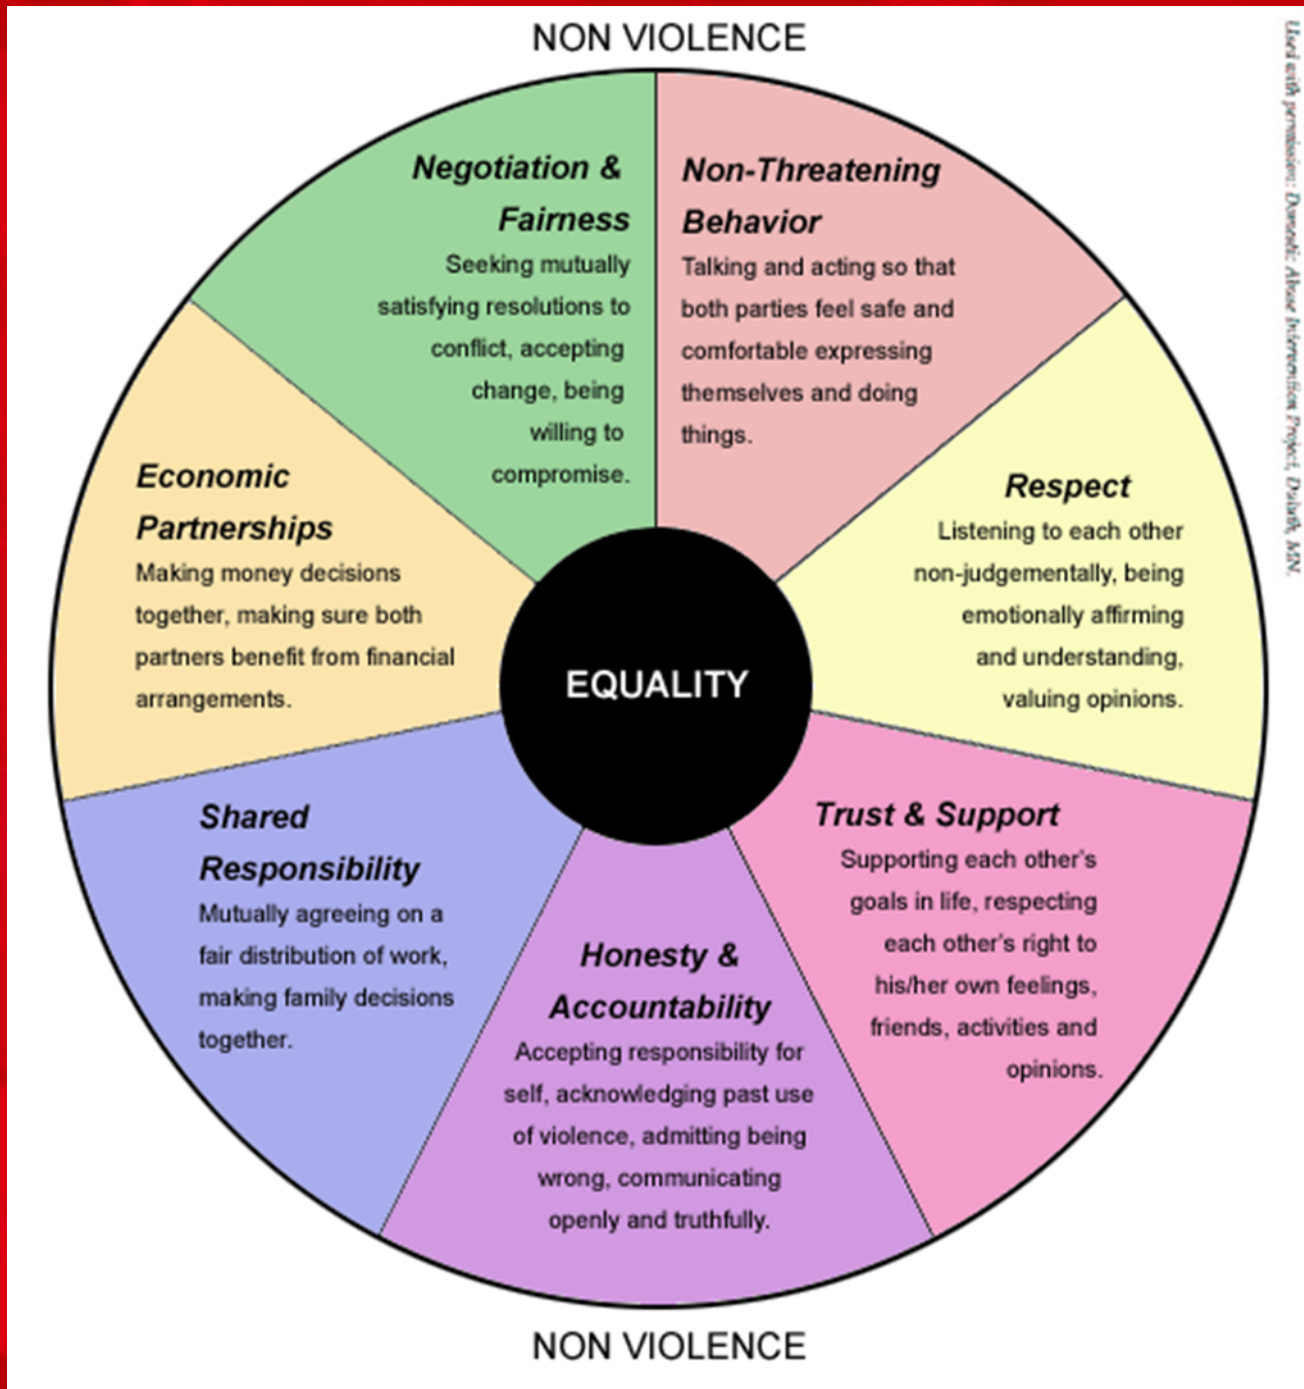 NON VIOLENCE
Negotiation &
Fairness
Seeking mutually
satisfying resolutions to
conflict, accepting
change, being
willing to
compromise.
Non-Threatening
Behavior
Talking and acting so that
both parties feel safe and
comfortable expressing
themselves and doing
things.
Respect
Listening to each other
non-judgementally, being
emotionally affirming
and understanding,
valuing opinions.
Trust & Support
Supporting each other's
goals in life, respecting
each other's right to
his/her own feelings,
friends, activities and
opinions.
Honesty &
Accountability
Accepting responsibility for
self, acknowledging past use
of violence, admitting being
wrong, communicating
openly and truthfully.
Shared
Responsibility
Mutually agreeing on a
fair distribution of work,
making family decisions
together.
Economic
Partnerships
Making money decisions
together, making sure both
partners benefit from financial
arrangements.
EQUALITY
NON VIOLENCE
Used with permission: Domestic Abuse Intervention Project, Duluth, MN.